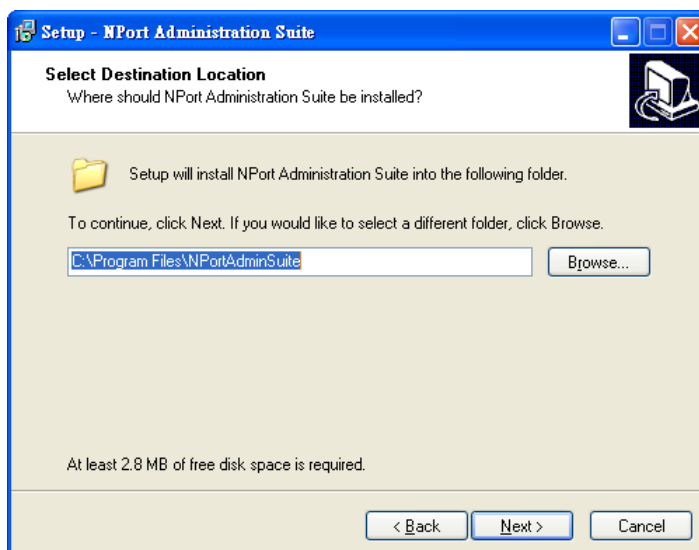 Setup - NPort Administration Suite
Select Destination Location
Where should NPort Administration Suite be installed?
Setup will install NPort Administration Suite into the following folder.
To continue, click Next. If you would like to select a different folder, click Browse.
C:\Program Files\NPortAdminSuite
Browse...
At least 2.8 MB of free disk space is required.
< Back
Next >
Cancel